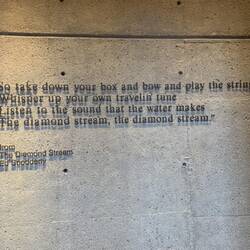 So take down your box and bow and play the string
Whisper up your own travelin' tune
Listen to the sound that the water makes
The diamond stream, the diamond stream."
from
The Diamond Stream